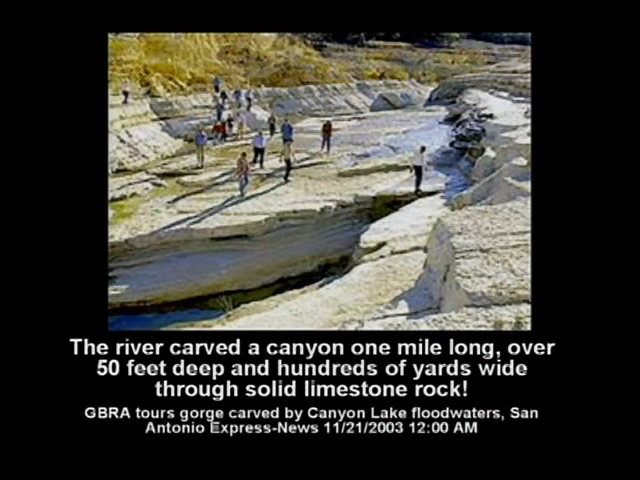 The river carved a canyon one mile long, over
50 feet deep and hundreds of yards wide
through solid limestone rock!
GBRA tours gorge carved by Canyon Lake floodwaters, San
Antonio Express-News 11/21/2003 12:00 AM